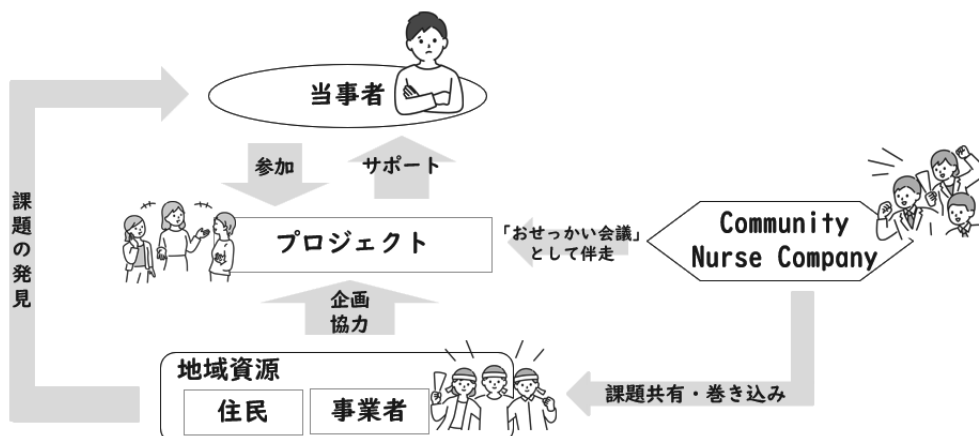 当事者
参加
サポート
課題の発見
プロジェクト
「おせっかい会議」
として伴走
Community
Nurse Company
企画
協力
地域資源
住民
事業者
課題共有・巻き込み